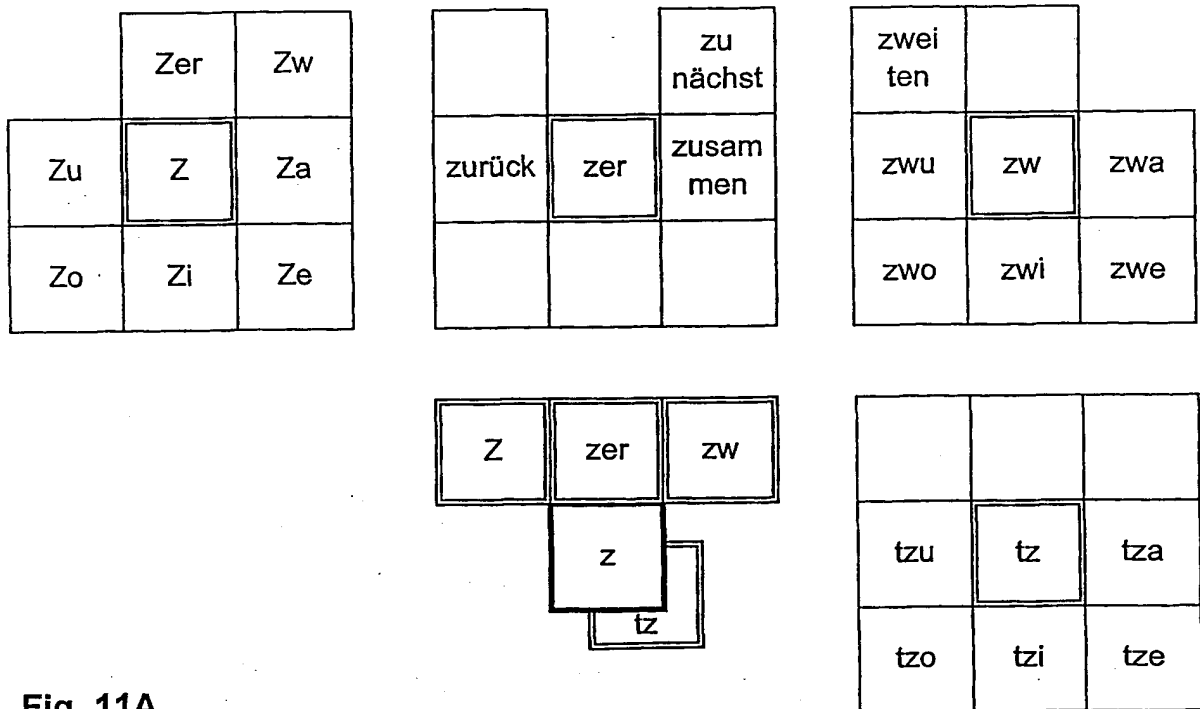 Zer Zw
Zu Z Za
Zo Zi Ze
zu
nächst
zurück zer zusam
men
zwei
ten
zwu zw zwa
zwo zwi zwe
Z zer zw
z
tz
tzu tz tza
tzo tzi tze
Fig. 11A